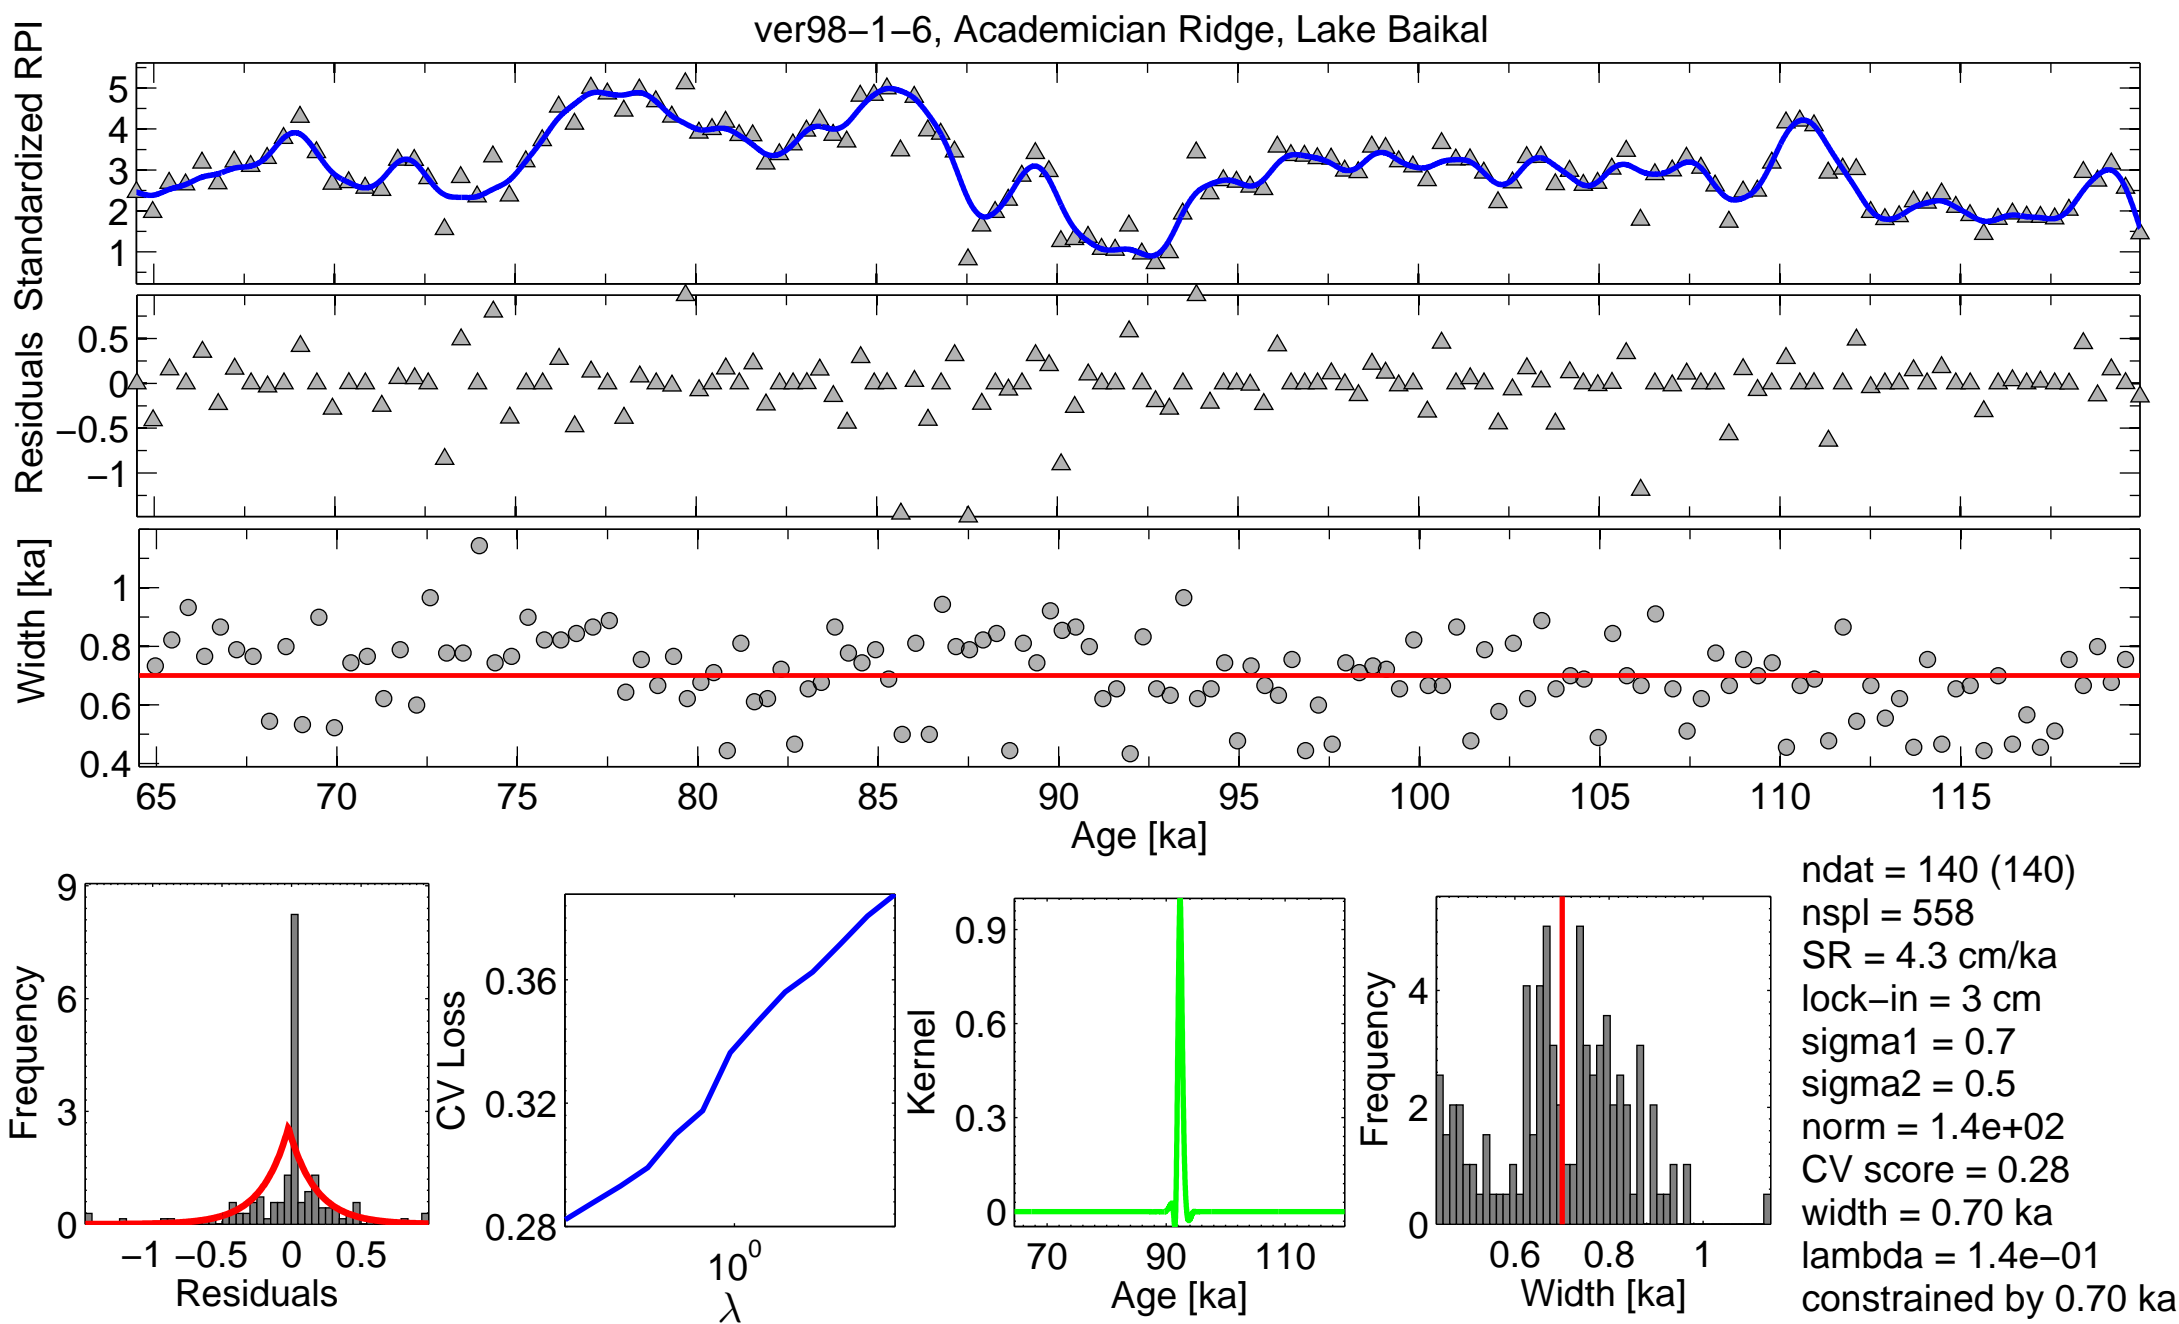 ver98−1−6, Academician Ridge, Lake Baikal
Standardized RPI
5
4
3
2
1
Residuals
0.5
0
−0.5
−1
Width [ka]
1
0.8
0.6
0.4
65 70 75 80 85 90 95 100 105 110 115
Age [ka]
Frequency
9
6
3
0
−1 −0.5 0 0.5
Residuals
CV Loss
0.36
0.32
0.28
10^0
λ
Kernel
0.9
0.6
0.3
0
70 90 110
Age [ka]
Frequency
4
2
0
0.6 0.8 1
Width [ka]
ndat = 140 (140)
nspl = 558
SR = 4.3 cm/ka
lock−in = 3 cm
sigma1 = 0.7
sigma2 = 0.5
norm = 1.4e+02
CV score = 0.28
width = 0.70 ka
lambda = 1.4e−01
constrained by 0.70 ka